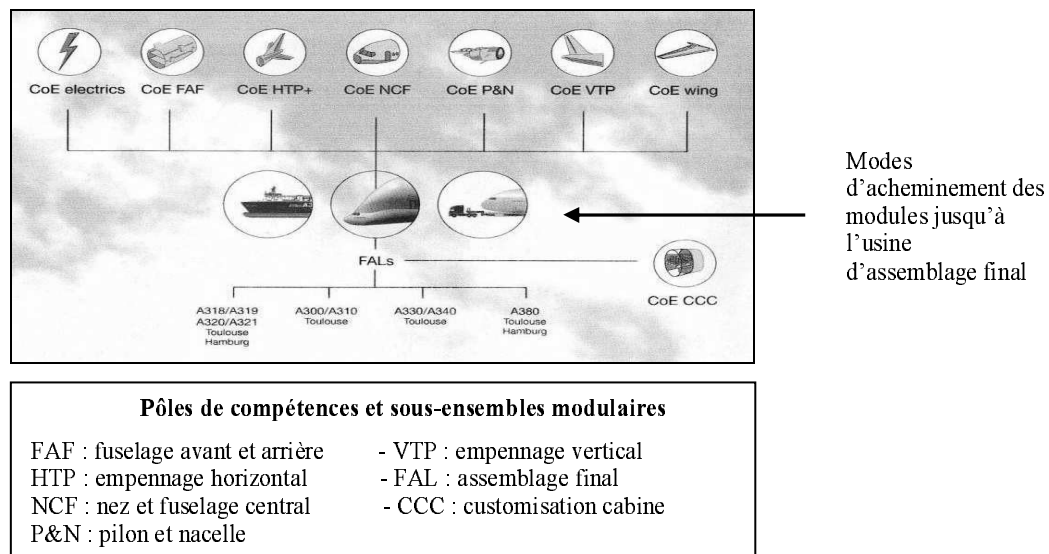 CoE electrics CoE FAF CoE HTP+ CoE NCF CoE P&N CoE VTP CoE wing
Modes
d'acheminement des
modules jusqu'à
l'usine
d'assemblage final
FALs
CoE CCC
A318/A319
A320/A321
Toulouse
Hamburg
A300/A310
Toulouse
A330/A340
Toulouse
A380
Toulouse
Hamburg
Pôles de compétences et sous-ensembles modulaires
FAF : fuselage avant et arrière - VTP : empennage vertical
HTP : empennage horizontal - FAL : assemblage final
NCF : nez et fuselage central - CCC : customisation cabine
P&N : pilon et nacelle